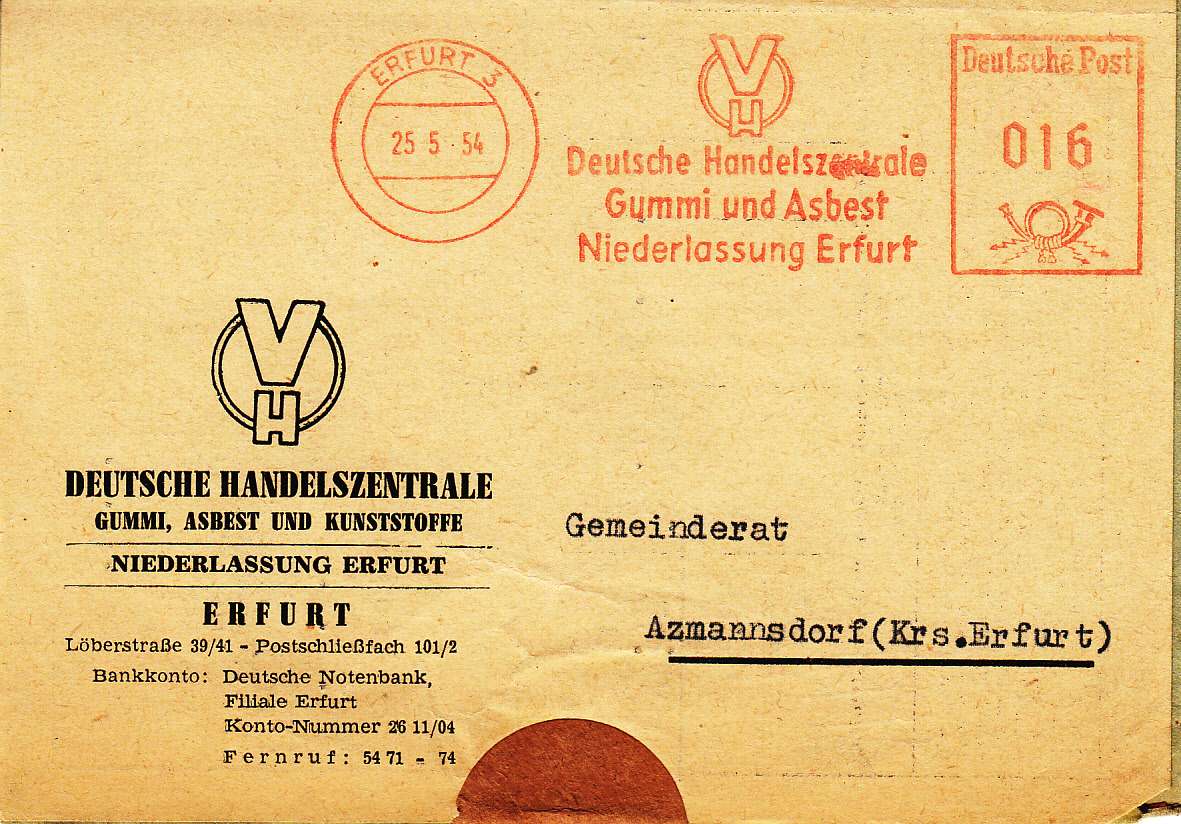 ERFURT 3
25 5 54
VH
Deutsche Handelszentrale
Gummi und Asbest
Niederlassung Erfurt
Deutsche Post
016
VH
DEUTSCHE HANDELSZENTRALE
GUMMI, ASBEST UND KUNSTSTOFFE
NIEDERLASSUNG ERFURT
ERFURT
Löberstraße 39/41 - Postschließfach 101/2
Bankkonto: Deutsche Notenbank,
Filiale Erfurt
Konto-Nummer 26 11/04
Fernruf: 54 71 - 74
Gemeinderat
Azmannsdorf(Krs.Erfurt)